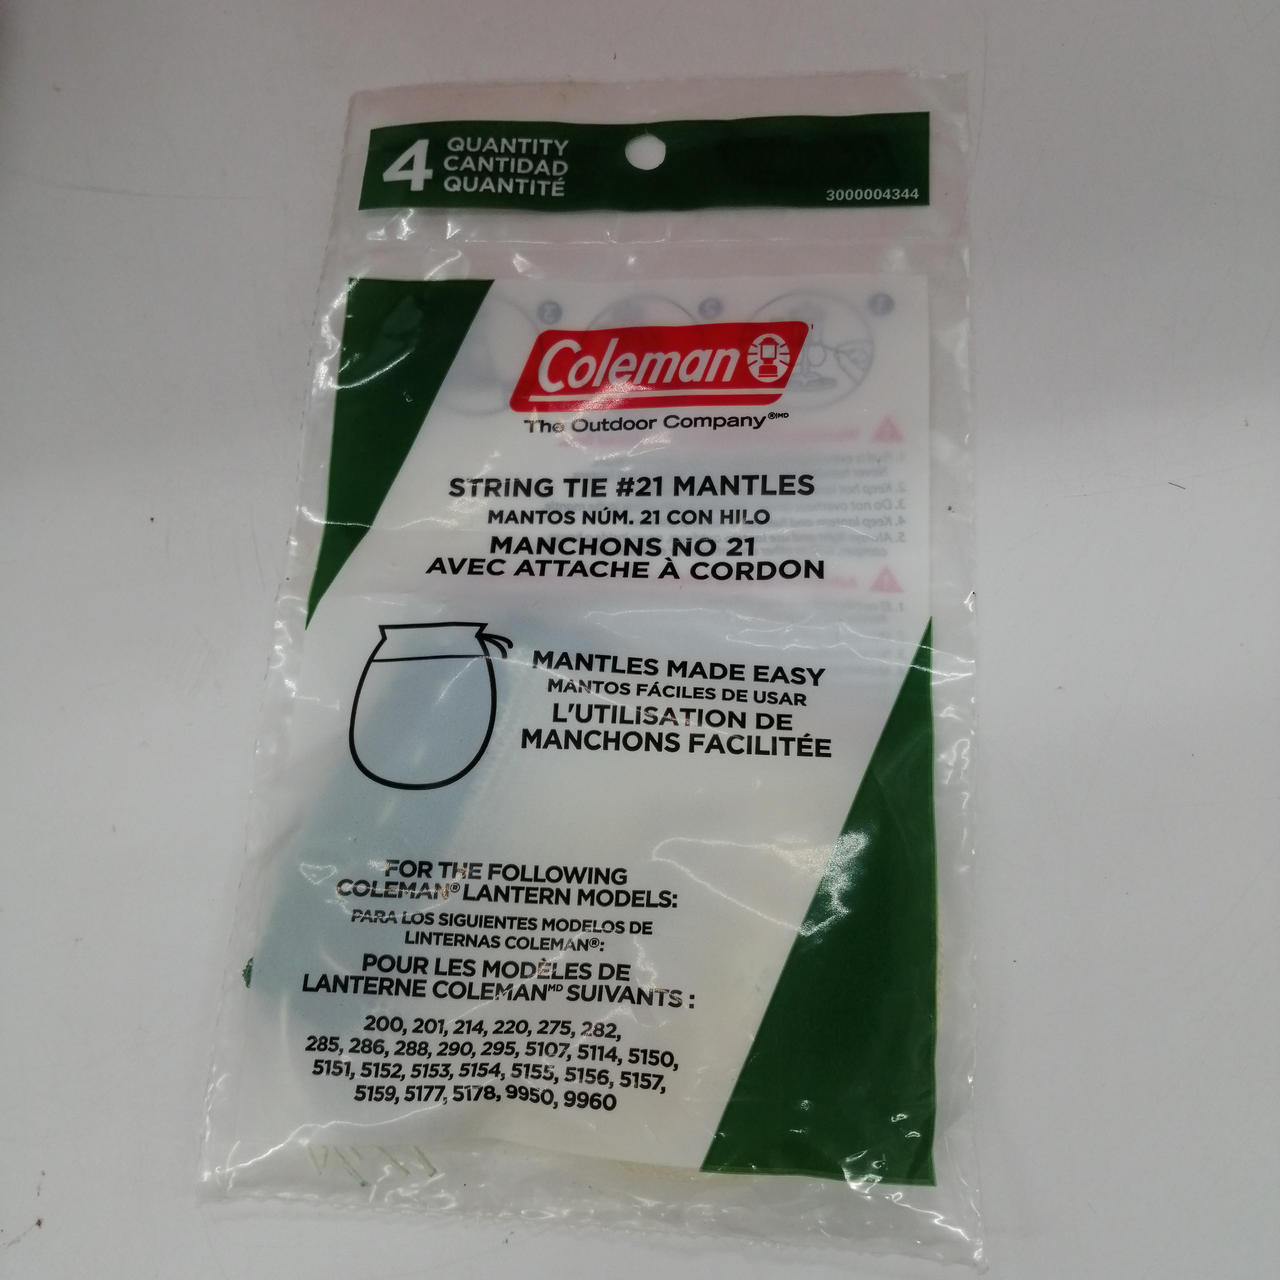 4 QUANTITY
CANTIDAD
QUANTITÉ
3000004344
Coleman
The Outdoor Company®/MD
STRING TIE #21 MANTLES
MANTOS NÚM. 21 CON HILO
MANCHONS NO 21
AVEC ATTACHE À CORDON
MANTLES MADE EASY
MANTOS FÁCILES DE USAR
L'UTILISATION DE
MANCHONS FACILITÉE
FOR THE FOLLOWING
COLEMAN® LANTERN MODELS:
PARA LOS SIGUIENTES MODELOS DE
LINTERNAS COLEMAN®:
POUR LES MODÈLES DE
LANTERNE COLEMAN MD SUIVANTS :
200, 201, 214, 220, 275, 282,
285, 286, 288, 290, 295, 5107, 5114, 5150,
5151, 5152, 5153, 5154, 5155, 5156, 5157,
5159, 5177, 5178, 9950, 9960